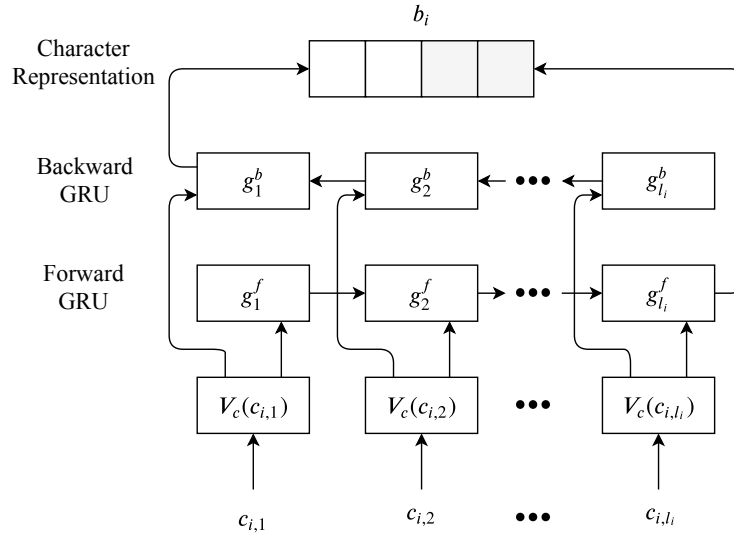 b_i
Character
Representation
Backward
GRU
g_1^b
g_2^b
•••
g_{l_i}^b
Forward
GRU
g_1^f
g_2^f
•••
g_{l_i}^f
V_c(c_{i,1})
V_c(c_{i,2})
•••
V_c(c_{i,l_i})
c_{i,1}
c_{i,2}
•••
c_{i,l_i}